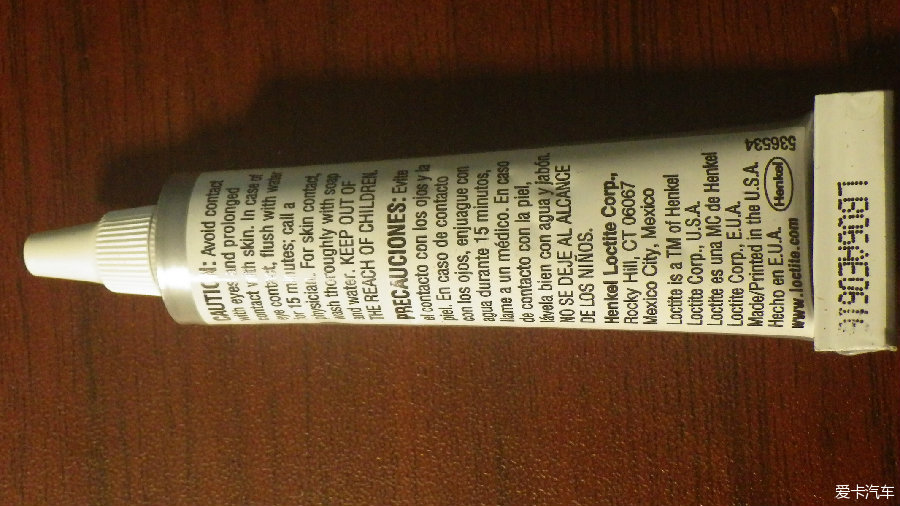 CAUTION: Avoid contact
with eyes and prolonged
contact with skin. In case of
eye contact, flush with water
for 15 minutes; call a
physician. For skin contact,
wash thoroughly with soap
and water. KEEP OUT OF
THE REACH OF CHILDREN.
PRECAUCIONES: Evite
el contacto con los ojos y la
piel. En caso de contacto
con los ojos, enjuague con
agua durante 15 minutos,
llame a un médico. En caso
de contacto con la piel,
lávela bien con agua y jabón.
NO SE DEJE AL ALCANCE
DE LOS NIÑOS.
Henkel Loctite Corp.,
Rocky Hill, CT 06067
Mexico City, Mexico
Loctite is a TM of Henkel
Loctite Corp., U.S.A.
Loctite es una MC de Henkel
Loctite Corp. E.U.A.
Made/Printed in the U.S.A.
Hecho en E.U.A.
Henkel
www.loctite.com
536534
爱卡汽车